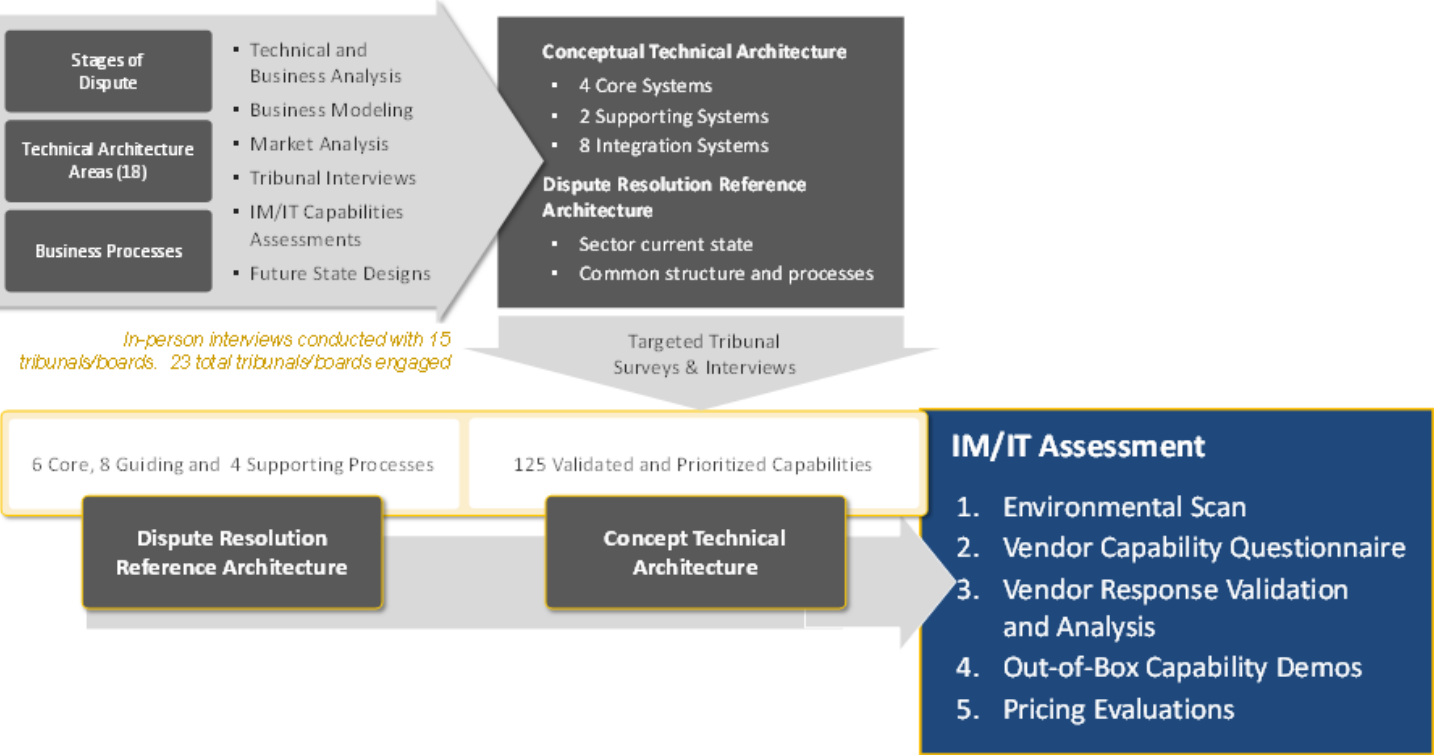 Stages of
Dispute
Technical Architecture
Areas (18)
Business Processes
▪ Technical and
Business Analysis
▪ Business Modeling
▪ Market Analysis
▪ Tribunal Interviews
▪ IM/IT Capabilities
Assessments
▪ Future State Designs
Conceptual Technical Architecture
▪ 4 Core Systems
▪ 2 Supporting Systems
▪ 8 Integration Systems
Dispute Resolution Reference
Architecture
▪ Sector current state
▪ Common structure and processes
In-person interviews conducted with 15
tribunals/boards. 23 total tribunals/boards engaged
Targeted Tribunal
Surveys & Interviews
6 Core, 8 Guiding and 4 Supporting Processes
125 Validated and Prioritized Capabilities
Dispute Resolution
Reference Architecture
Concept Technical
Architecture
IM/IT Assessment
1. Environmental Scan
2. Vendor Capability Questionnaire
3. Vendor Response Validation
and Analysis
4. Out-of-Box Capability Demos
5. Pricing Evaluations